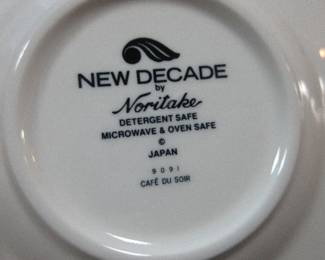 NEW DECADE
by
Noritake
DETERGENT SAFE
MICROWAVE & OVEN SAFE
©
JAPAN
9091
CAFÉ DU SOIR